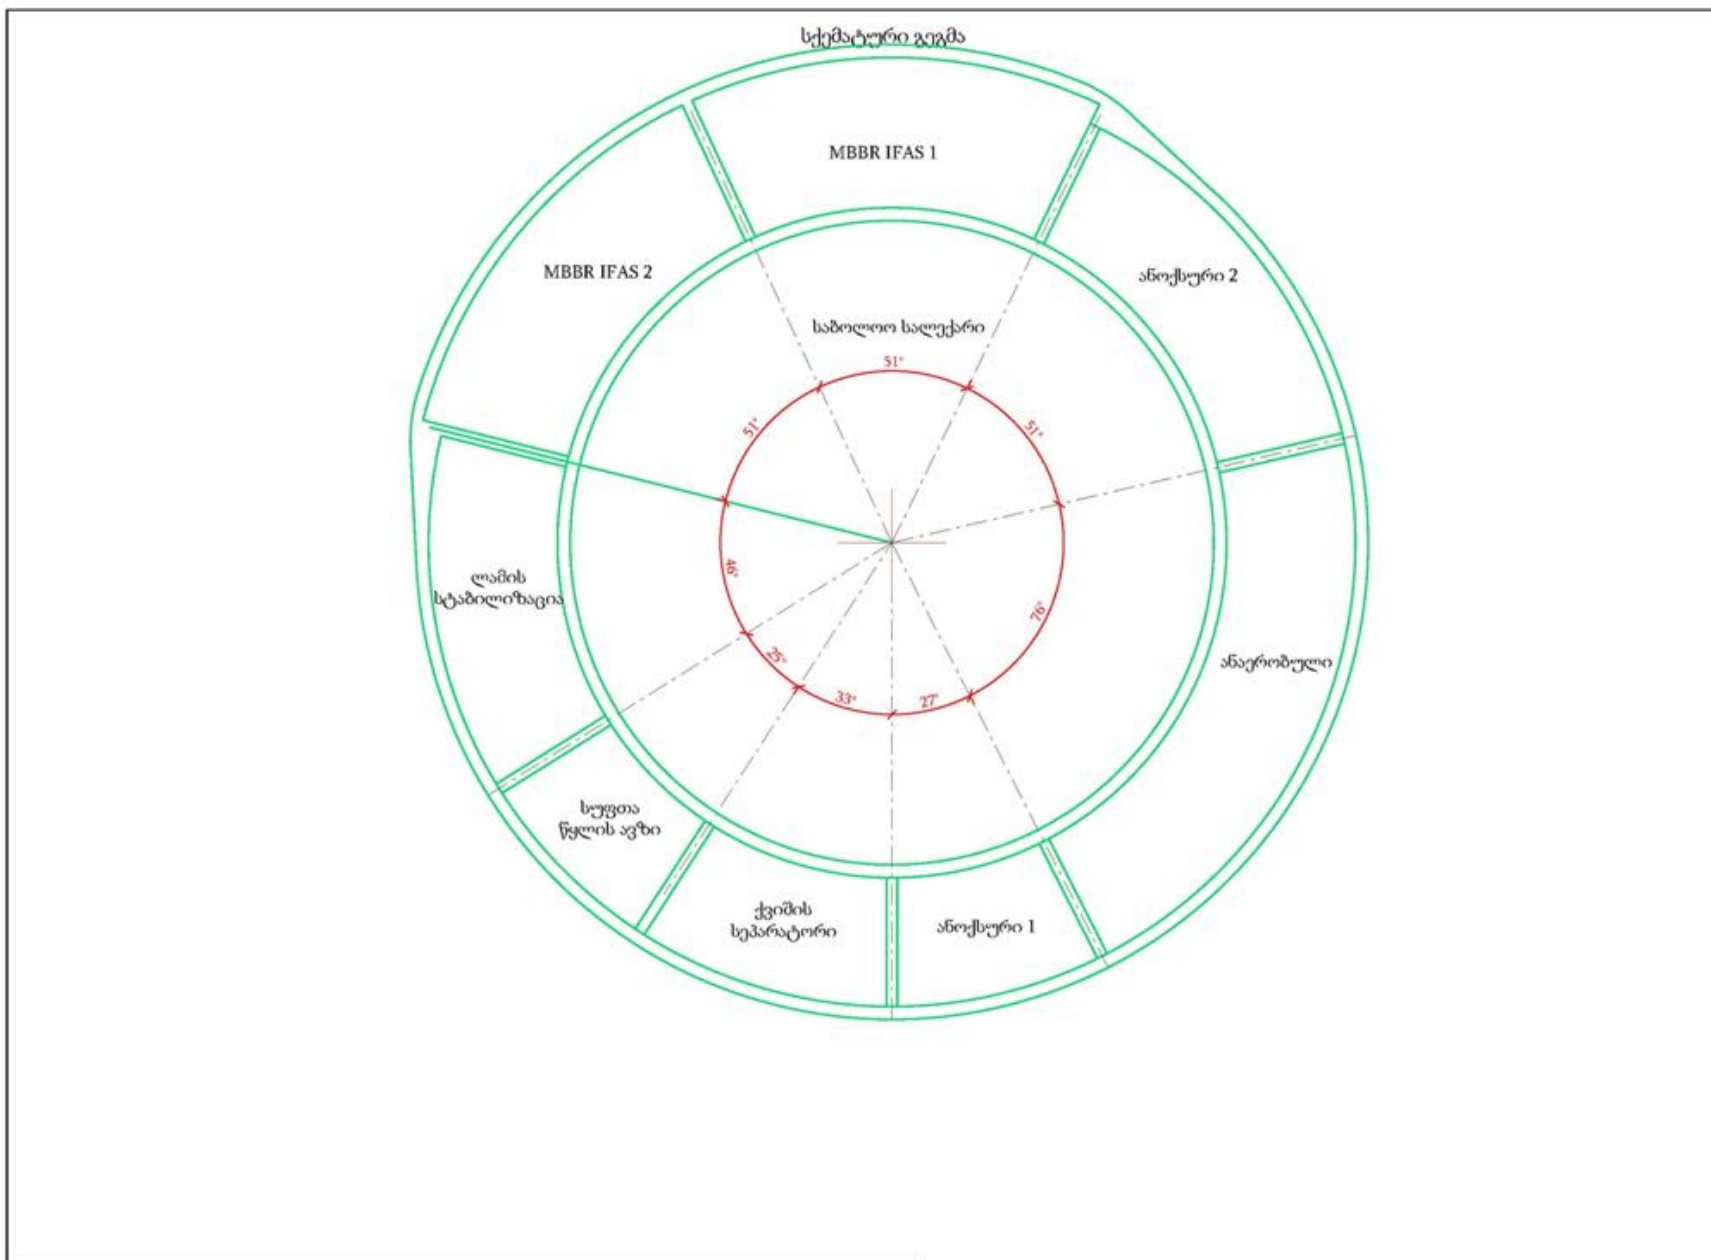 სქემატური გეგმა
MBBR IFAS 1
MBBR IFAS 2
ანოქსური 2
საბოლოო სალექარი
51°
51°
51°
46°
76°
25°
33°
27°
ლამის
სტაბილიზაცია
ანაერობული
სუფთა
წყლის ავზი
ქვიშის
სეპარატორი
ანოქსური 1